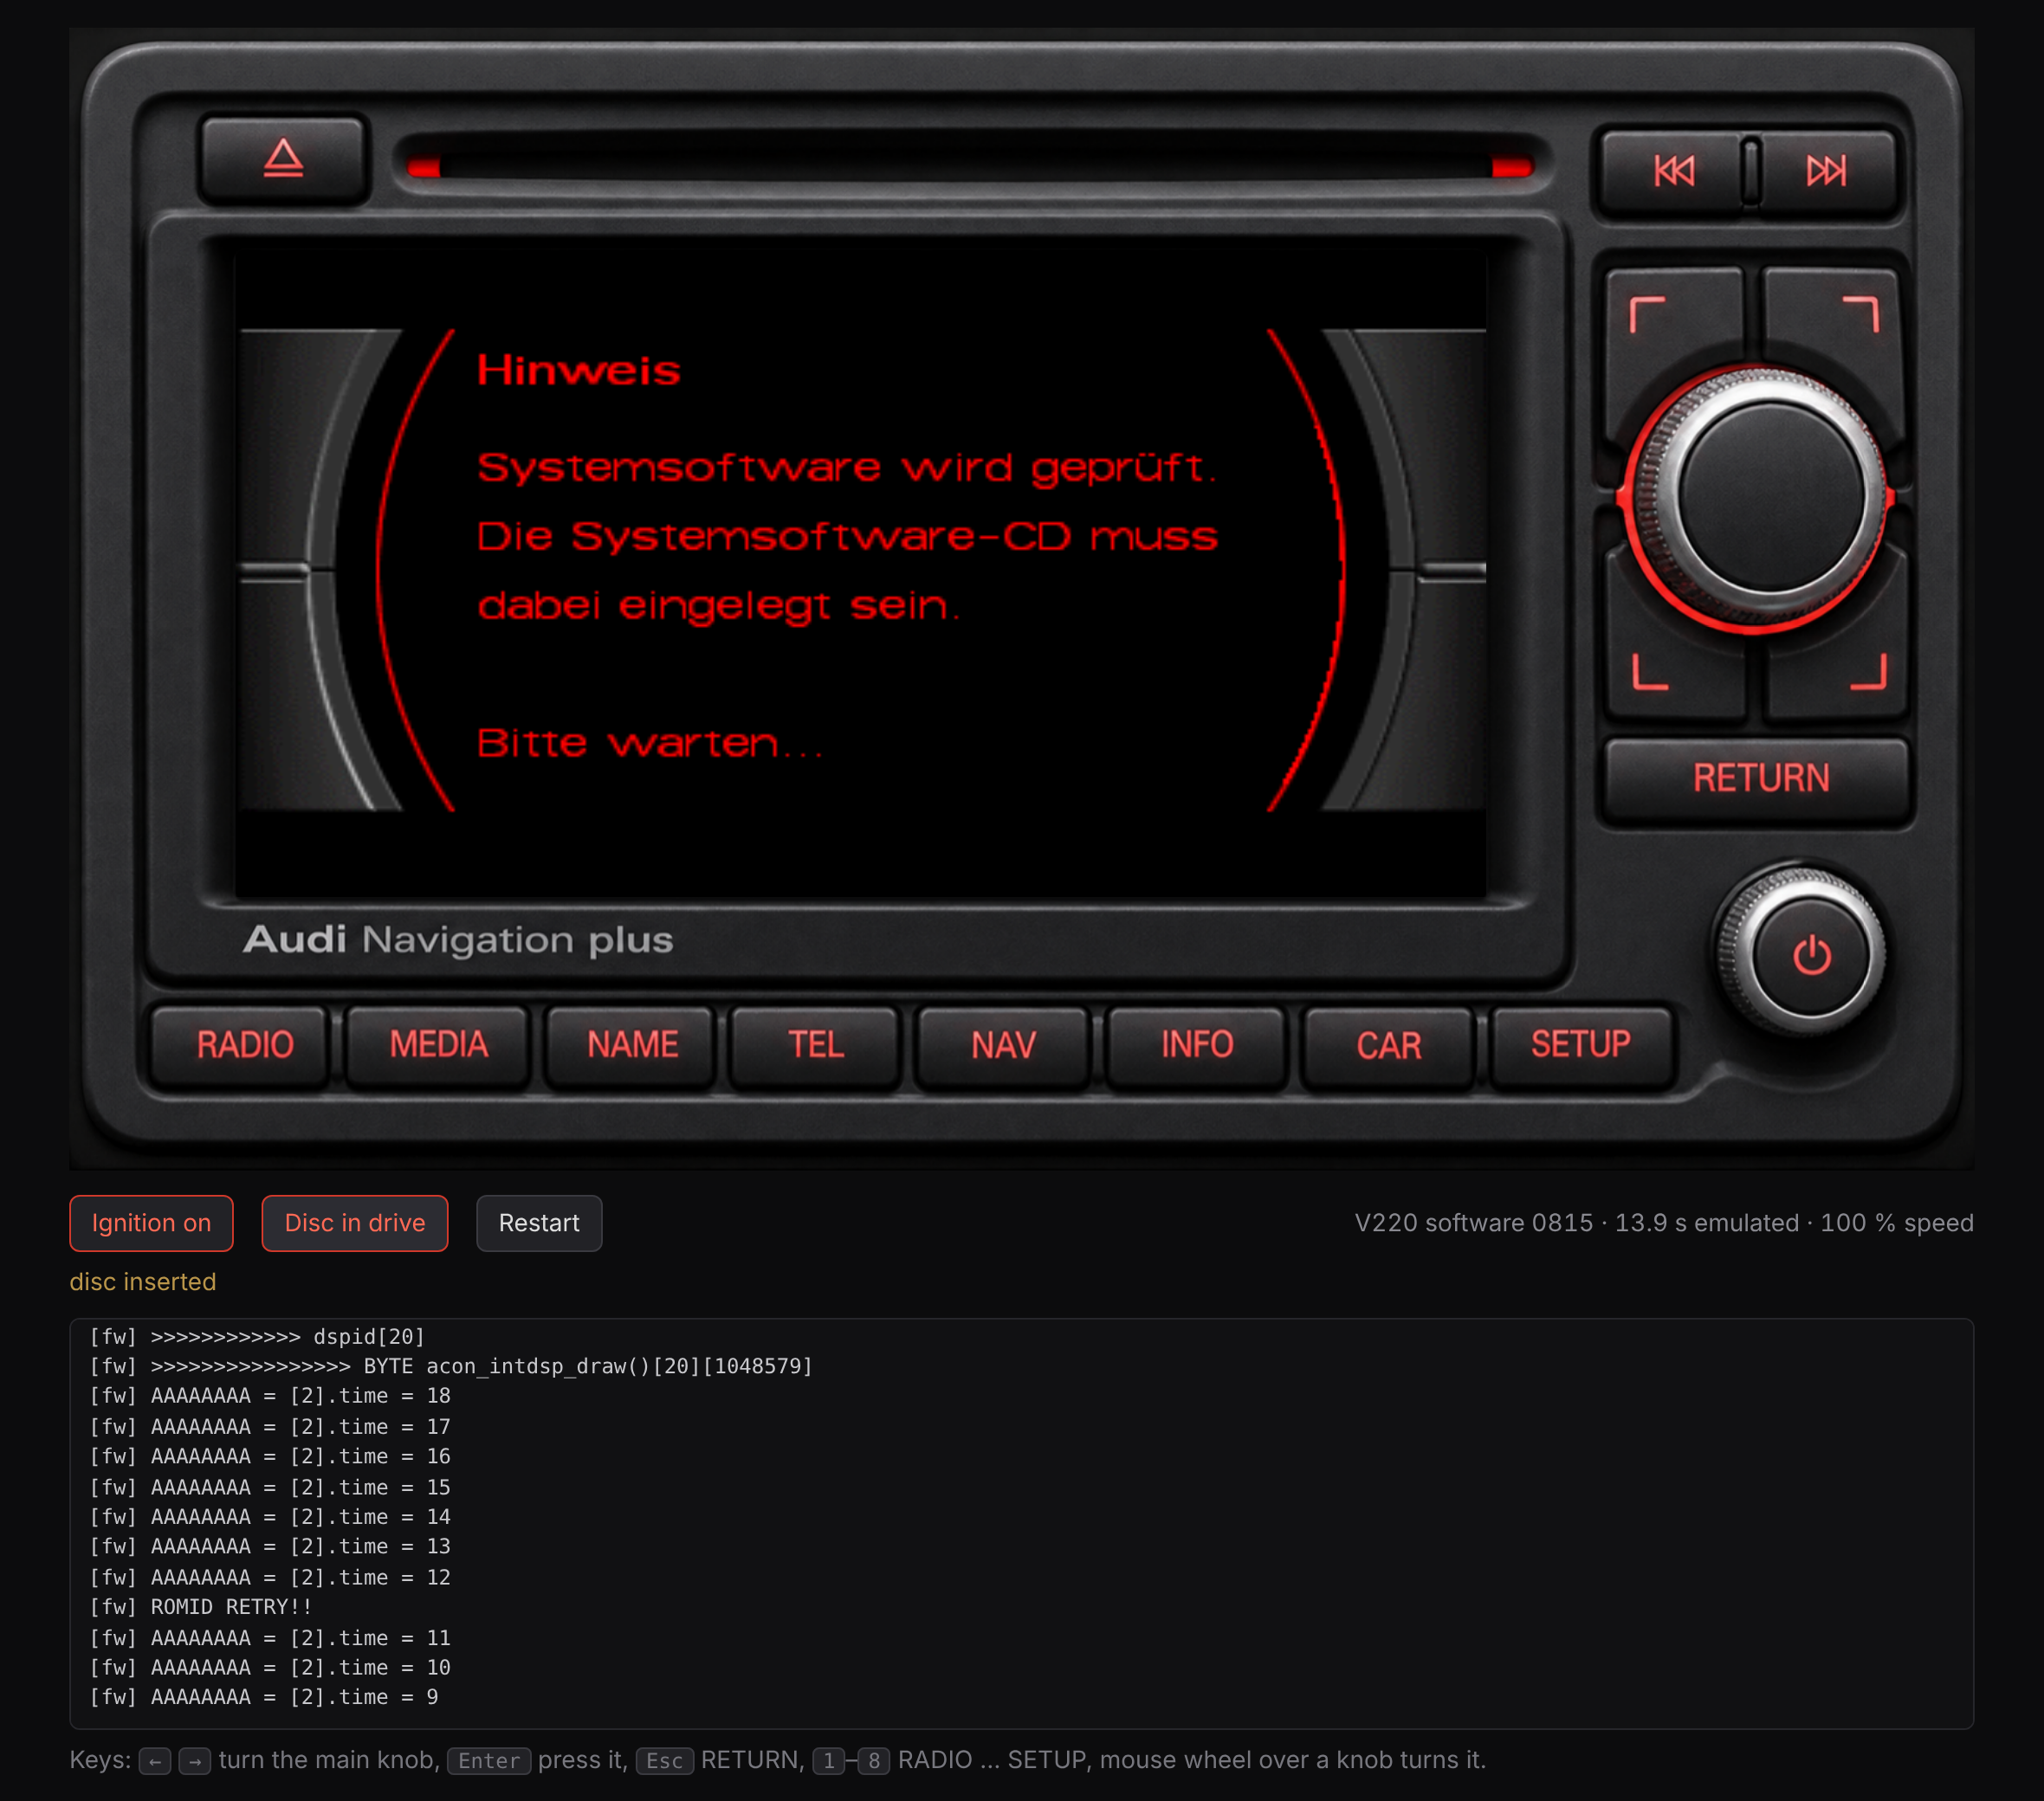 Hinweis
Systemsoftware wird geprüft.
Die Systemsoftware-CD muss
dabei eingelegt sein.
Bitte warten...
RETURN
Audi Navigation plus
RADIO MEDIA NAME TEL NAV INFO CAR SETUP
Ignition on Disc in drive Restart V220 software 0815 · 13.9 s emulated · 100 % speed
disc inserted
[fw] >>>>>>>>>>>> dspid[20]
[fw] >>>>>>>>>>>>>>>> BYTE acon_intdsp_draw()[20][1048579]
[fw] AAAAAAAA = [2].time = 18
[fw] AAAAAAAA = [2].time = 17
[fw] AAAAAAAA = [2].time = 16
[fw] AAAAAAAA = [2].time = 15
[fw] AAAAAAAA = [2].time = 14
[fw] AAAAAAAA = [2].time = 13
[fw] AAAAAAAA = [2].time = 12
[fw] ROMID RETRY!!
[fw] AAAAAAAA = [2].time = 11
[fw] AAAAAAAA = [2].time = 10
[fw] AAAAAAAA = [2].time = 9
Keys: ← → turn the main knob, Enter press it, Esc RETURN, 1–8 RADIO ... SETUP, mouse wheel over a knob turns it.